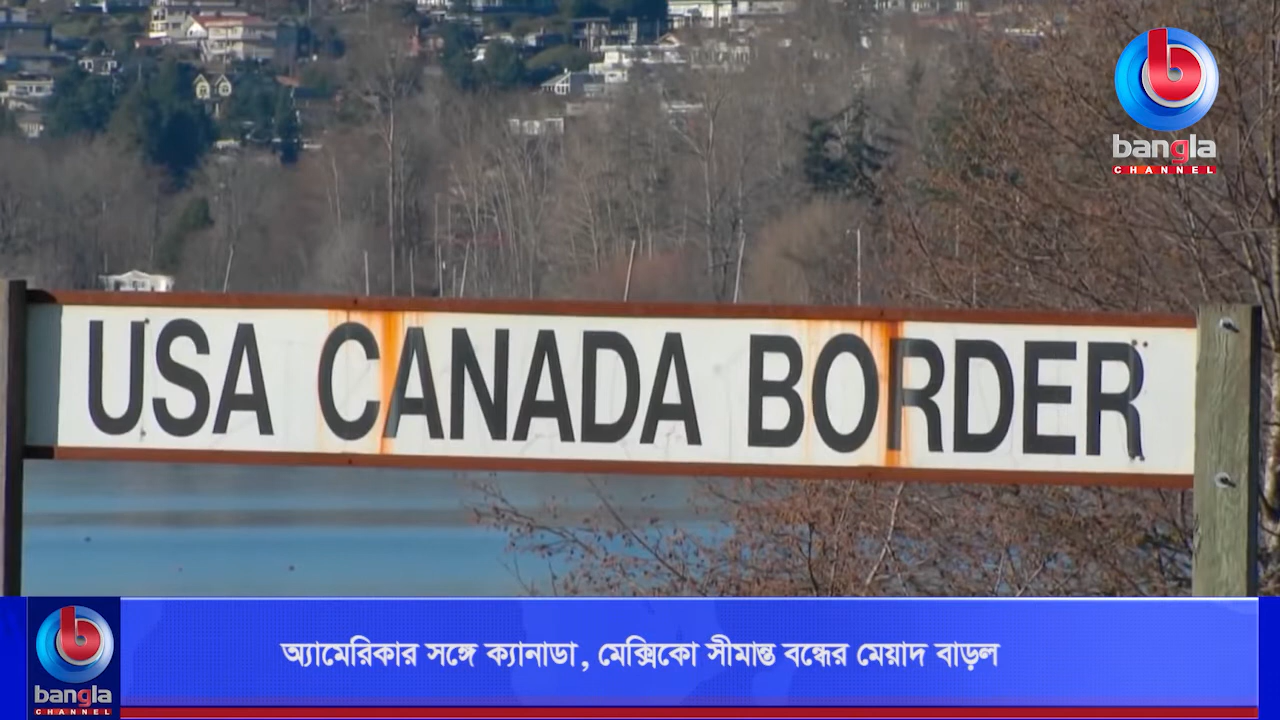 b
bangla
CHANNEL
USA CANADA BORDER
অ্যামেরিকার সঙ্গে ক্যানাডা, মেক্সিকো সীমান্ত বন্ধের মেয়াদ বাড়ল
b
bangla
CHANNEL